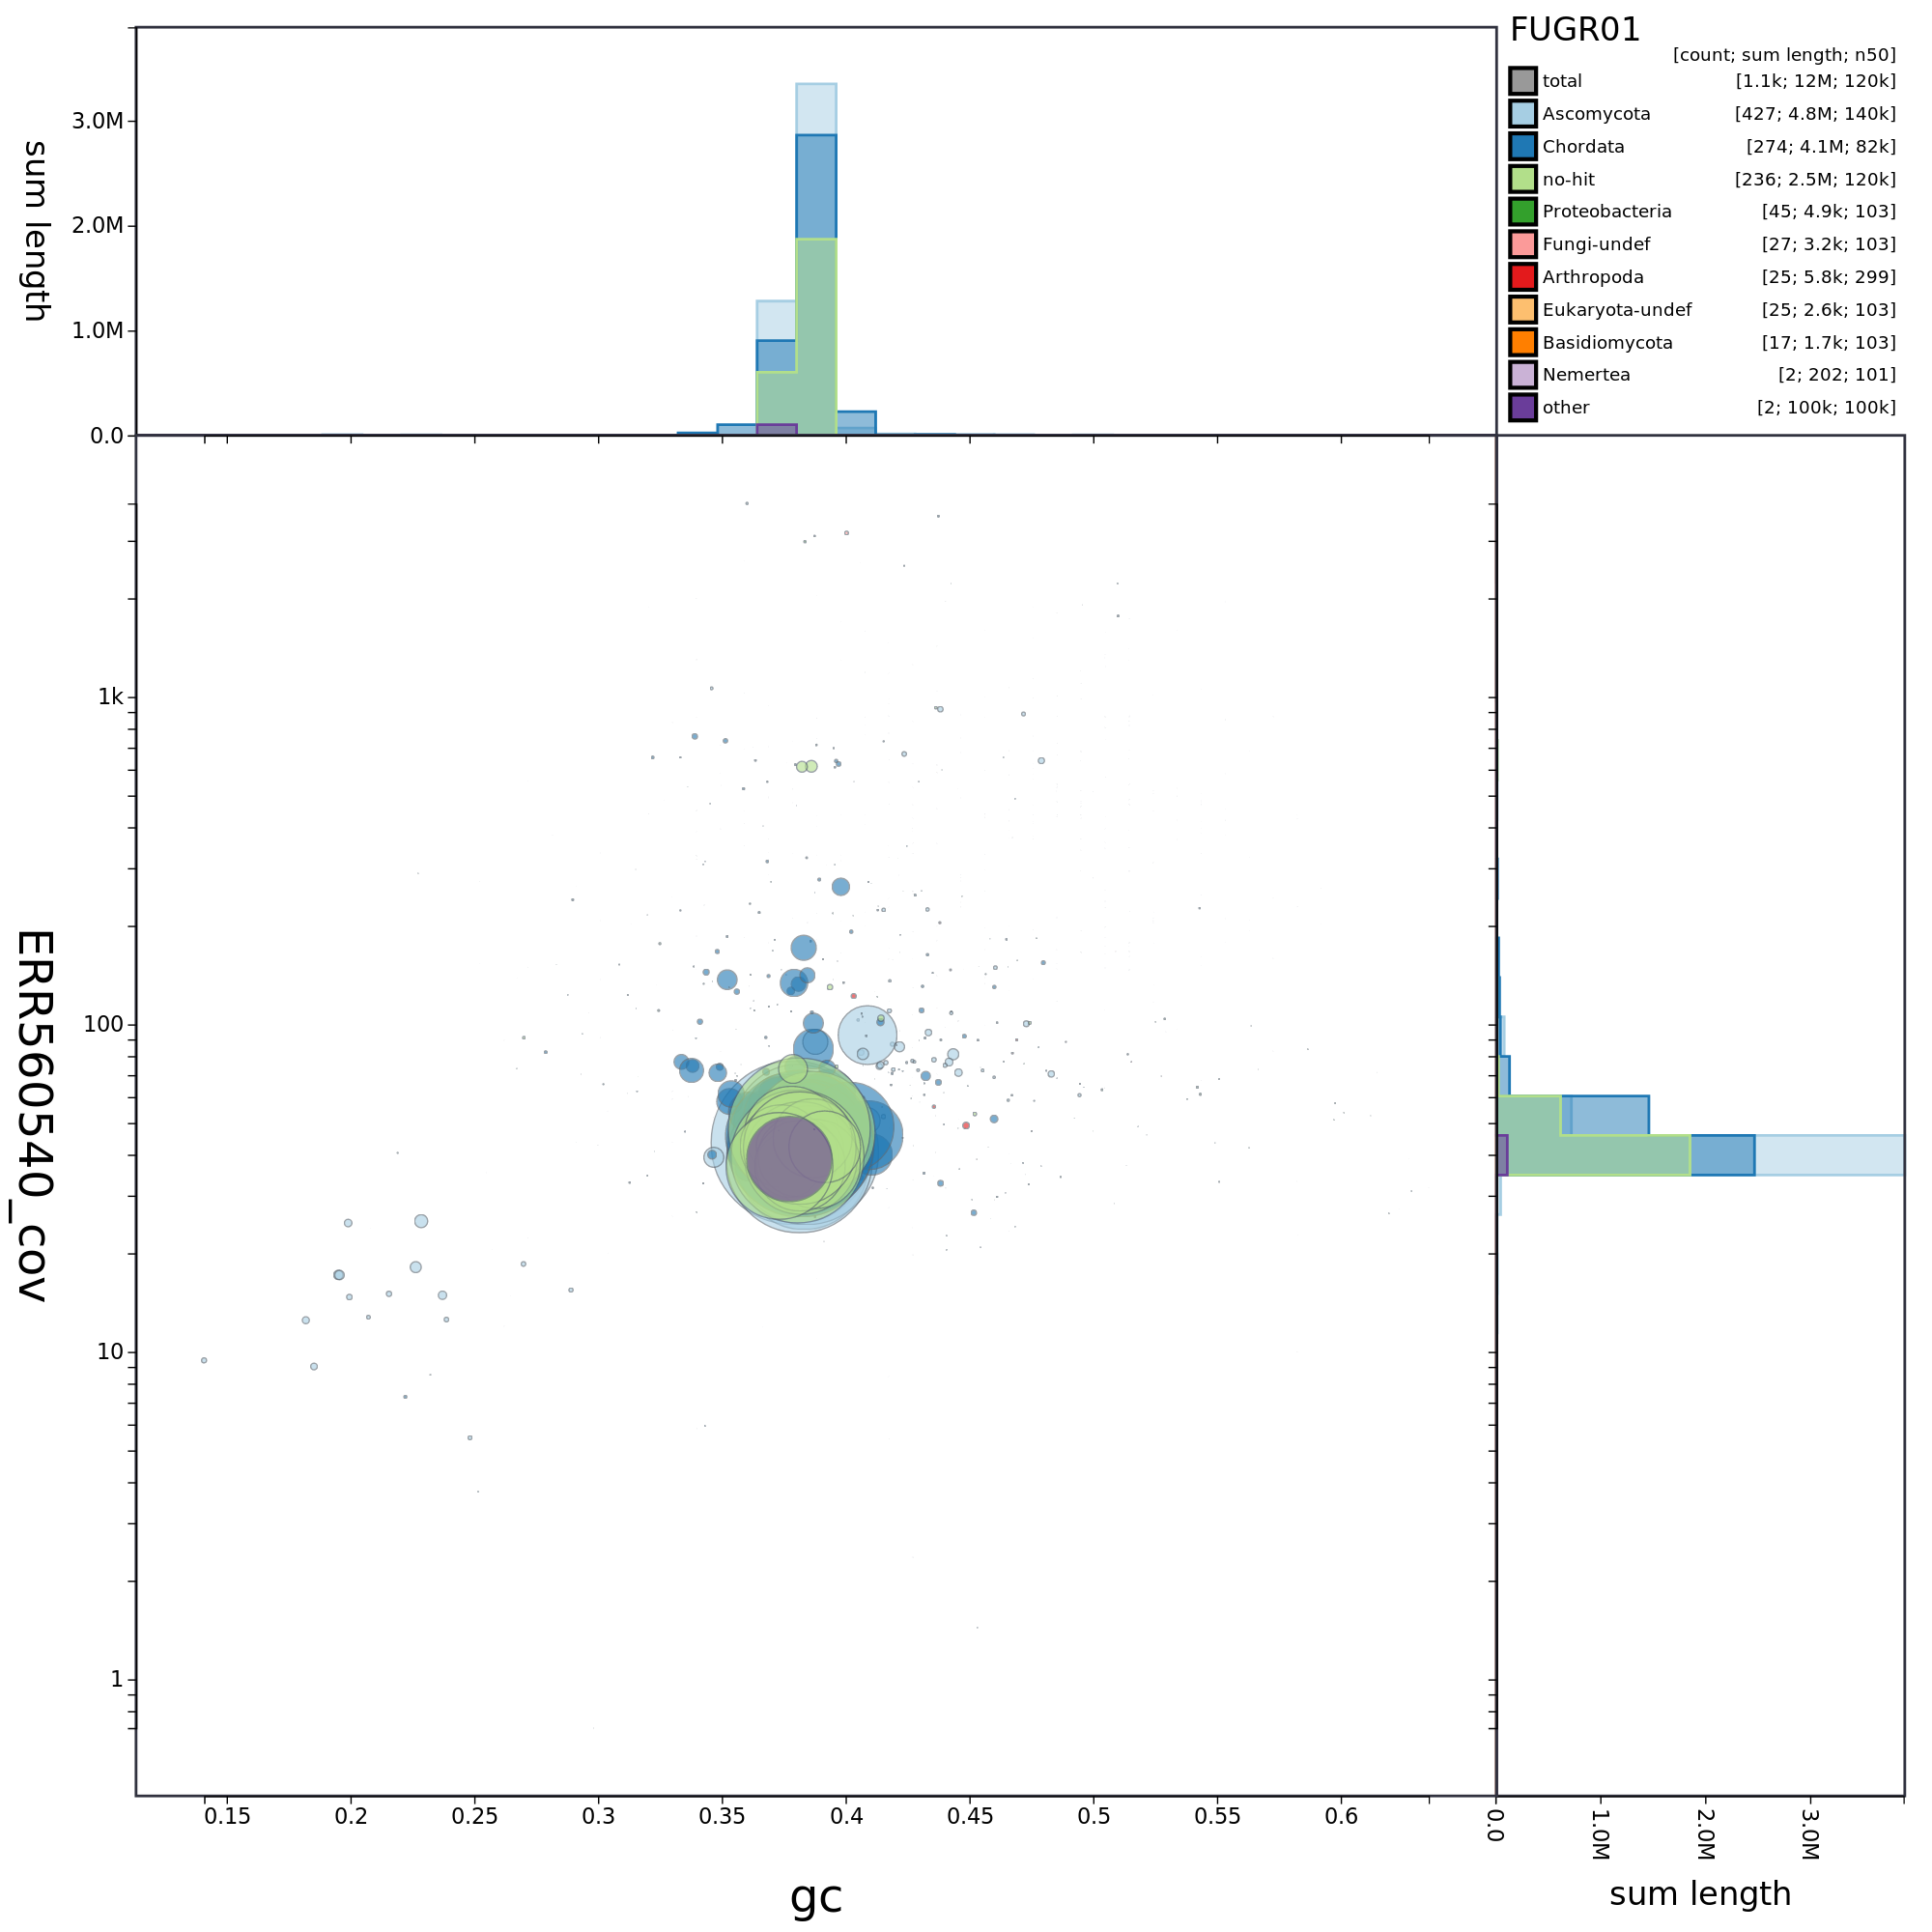 FUGR01
[count; sum length; n50]
total [1.1k; 12M; 120k]
Ascomycota [427; 4.8M; 140k]
Chordata [274; 4.1M; 82k]
no-hit [236; 2.5M; 120k]
Proteobacteria [45; 4.9k; 103]
Fungi-undef [27; 3.2k; 103]
Arthropoda [25; 5.8k; 299]
Eukaryota-undef [25; 2.6k; 103]
Basidiomycota [17; 1.7k; 103]
Nemertea [2; 202; 101]
other [2; 100k; 100k]
sum length
3.0M
2.0M
1.0M
0.0
ERR560540_cov
1k
100
10
1
0.15 0.2 0.25 0.3 0.35 0.4 0.45 0.5 0.55 0.6
gc
0.0 1.0M 2.0M 3.0M
sum length